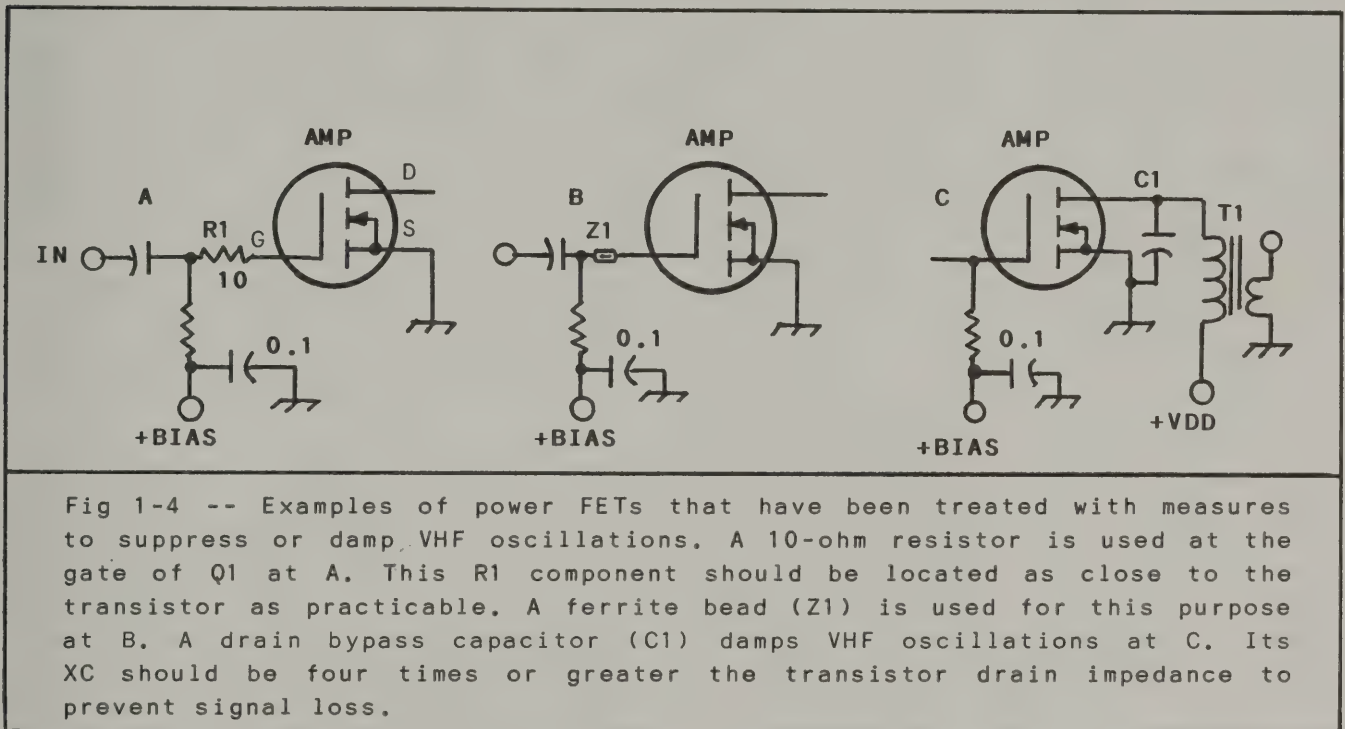 AMP
A
D
S
R1
G
IN
10
0.1
+BIAS
AMP
B
Z1
0.1
+BIAS
AMP
C
C1
T1
0.1
+BIAS
+VDD
Fig 1-4 -- Examples of power FETs that have been treated with measures
to suppress or damp VHF oscillations. A 10-ohm resistor is used at the
gate of Q1 at A. This R1 component should be located as close to the
transistor as practicable. A ferrite bead (Z1) is used for this purpose
at B. A drain bypass capacitor (C1) damps VHF oscillations at C. Its
XC should be four times or greater the transistor drain impedance to
prevent signal loss.